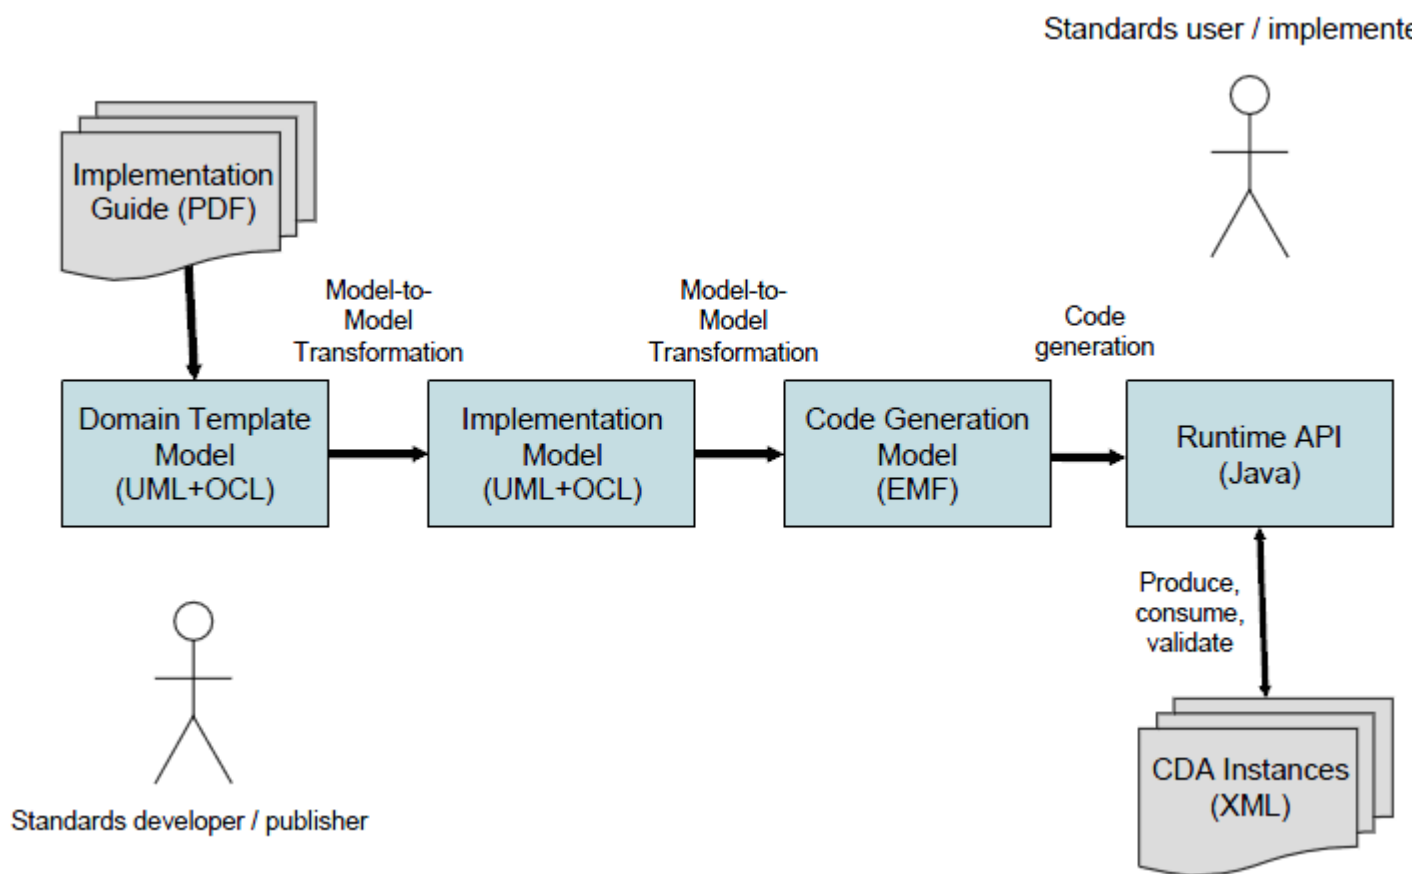 Standards user / implemente
Implementation
Guide (PDF)
Model-to-
Model
Transformation
Model-to-
Model
Transformation
Code
generation
Domain Template
Model
(UML+OCL)
Implementation
Model
(UML+OCL)
Code Generation
Model
(EMF)
Runtime API
(Java)
Produce,
consume,
validate
Standards developer / publisher
CDA Instances
(XML)